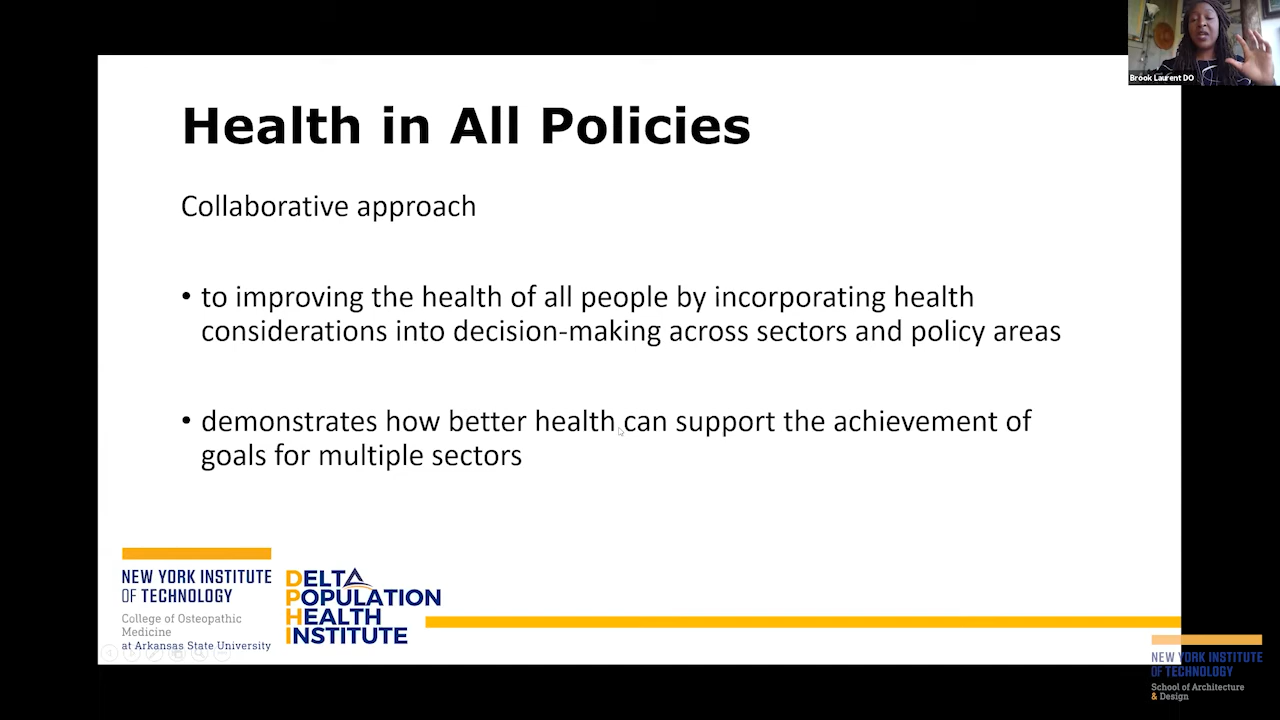 Brook Laurent DO
Health in All Policies
Collaborative approach
• to improving the health of all people by incorporating health
considerations into decision-making across sectors and policy areas
• demonstrates how better health can support the achievement of
goals for multiple sectors
NEW YORK INSTITUTE
OF TECHNOLOGY
College of Osteopathic
Medicine
at Arkansas State University
DELTA
POPULATION
HEALTH
INSTITUTE
NEW YORK INSTITUTE
OF TECHNOLOGY
School of Architecture
& Design